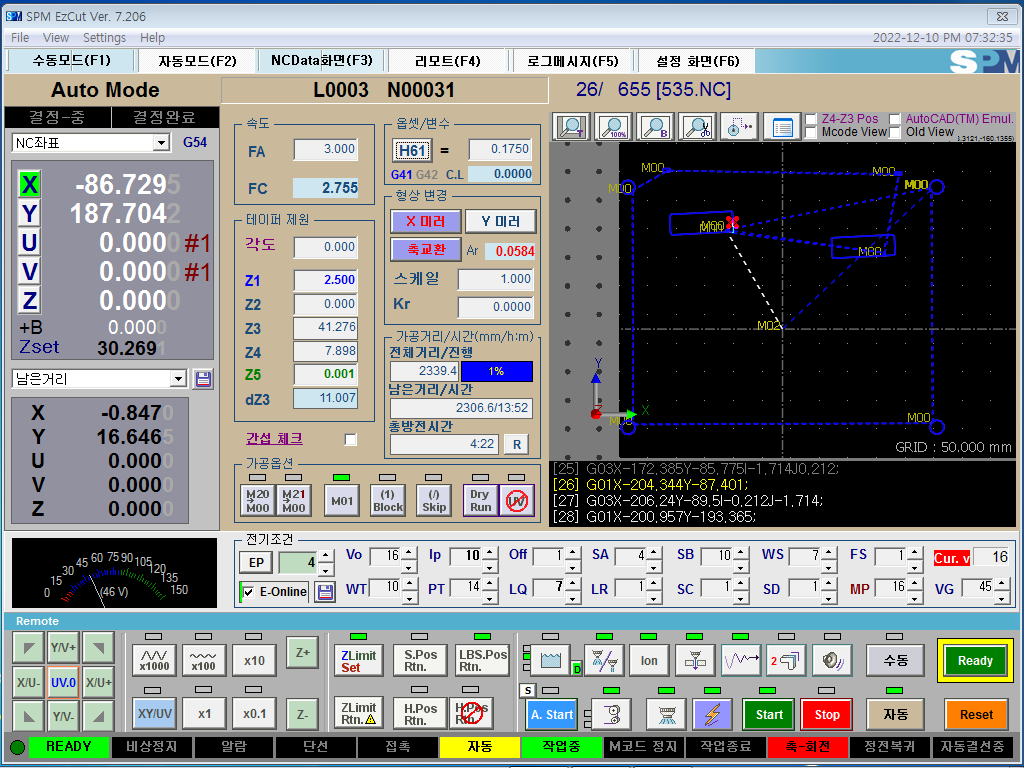 SPM SPM EzCut Ver. 7.206
File View Settings Help 2022-12-10 PM 07:32:35
수동모드(F1) 자동모드(F2) NCData화면(F3) 리모트(F4) 로그메시지(F5) 설정 화면(F6) SPM
Auto Mode L0003 N00031 26/ 655 [535.NC]
결정-중 결정완료
NC좌표 G54
X -86.7295
Y 187.7042
U 0.0000 #1
V 0.0000 #1
Z 0.0000
+B 0.0000
Zset 30.2691
남은거리
X -0.8470
Y 16.6465
U 0.0000
V 0.0000
Z 0.0000
속도
FA 3.000
FC 2.755
테이퍼 제원
각도 0.000
Z1 2.500
Z2 0.000
Z3 41.276
Z4 7.898
Z5 0.001
dZ3 11.007
간섭 체크
옵셋/변수
H61 = 0.1750
G41 G42 C.L 0.0000
형상 변경
X 미러 Y 미러
축교환 Ar 0.0584
스케일 1.000
Kr 0.0000
가공거리/시간(mm/h:m)
전체거리/진행
2339.4 1%
남은거리/시간
2306.6/13:52
총방전시간
4:22 R
가공옵션
M20 M00 M21 M00 M01 (1) Block (/) Skip Dry Run UV
T 100% B
Z4-Z3 Pos AutoCAD(TM) Emul.
Mcode View Old View
M00 M00
M00 M00
M00
M00
M02
Y
X
M00 M00
GRID : 50.000 mm
[25] G03X-172,385Y-85,775I-1,714J0,212;
[26] G01X-204,344Y-87,401;
[27] G03X-206,24Y-89,5I-0,212J-1,714;
[28] G01X-200,957Y-193,365;
0 15 30 45 60 75 90 105 120 135 150
(46 V)
전기조건
EP 4
E-Online
Vo 16 Ip 10 Off 1 SA 4 SB 10 WS 7 FS 1 Cur. v 16
WT 10 PT 14 LQ 7 LR 1 SC 1 SD 1 MP 16 VG 45
Remote
Y/V+ x1000 x100 x10 Z+ ZLimit Set S.Pos Rtn. LBS.Pos Rtn. D Ion 2 수동 Ready
X/U- UV.0 X/U+
Y/V- XY/UV x1 x0.1 Z- ZLimit Rtn. H.Pos Rtn. H.Pos Rtn. S A. Start Start Stop 자동 Reset
READY 비상정지 알람 단선 접촉 자동 작업중 M코드 정지 작업종료 축-회전 정전복귀 자동결선중